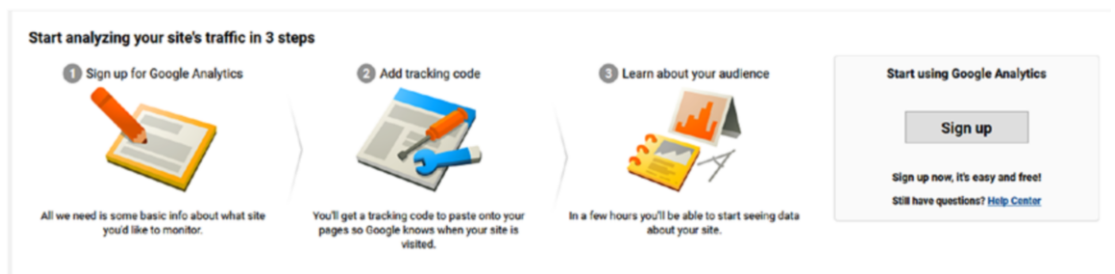 Start analyzing your site's traffic in 3 steps
1 Sign up for Google Analytics
All we need is some basic info about what site
you'd like to monitor.
2 Add tracking code
You'll get a tracking code to paste onto your
pages so Google knows when your site is
visited.
3 Learn about your audience
In a few hours you'll be able to start seeing data
about your site.
Start using Google Analytics
Sign up
Sign up now, it's easy and free!
Still have questions? Help Center